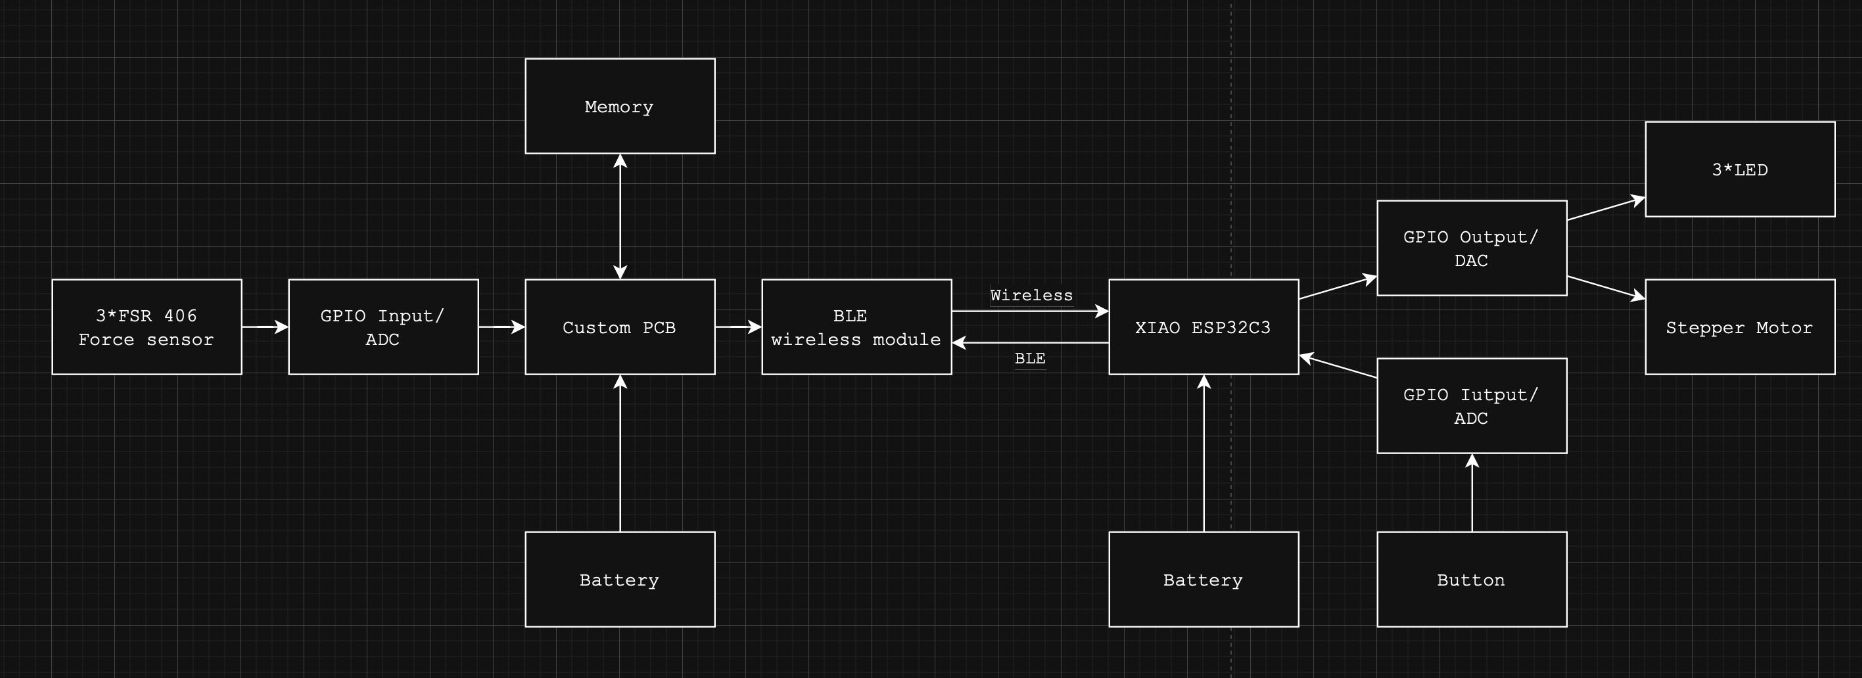 Memory
3*LED
GPIO Output/
DAC
3*FSR 406
Force sensor
GPIO Input/
ADC
Custom PCB
BLE
wireless module
Wireless
BLE
XIAO ESP32C3
Stepper Motor
GPIO Iutput/
ADC
Battery
Battery
Button